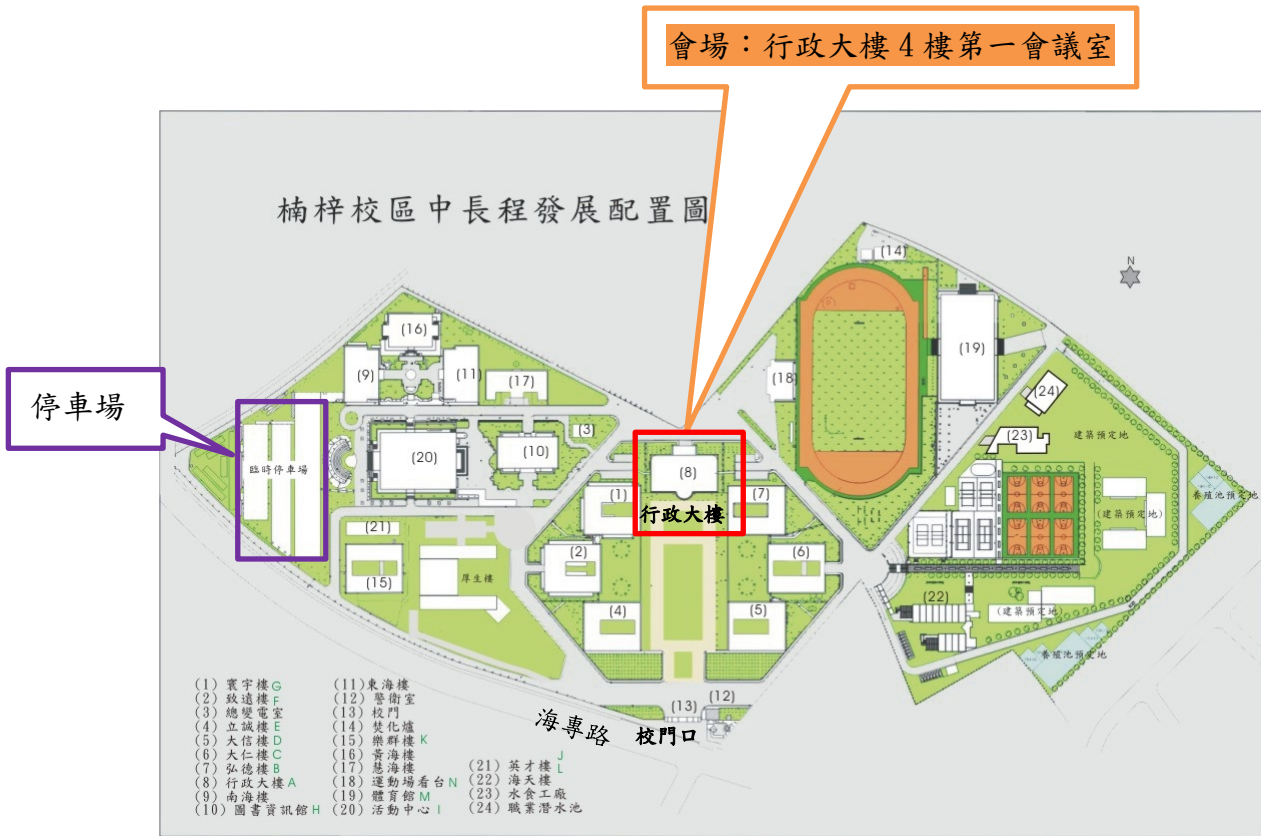 會場：行政大樓 4 樓第一會議室
楠梓校區中長程發展配置圖
N
(14)
(16)
(9)
(11)
(17)
(18)
(19)
(24)
停車場
臨時停車場
(20)
(10)
(3)
(8)
(23)
建築預定地
(1)
(7)
行政大樓
養殖池預定地
(建築預定地)
(21)
(15)
厚生樓
(2)
(6)
(4)
(5)
(22)
(建築預定地)
養殖池預定地
(12)
(13)
海專路
校門口
(1) 寰宇樓 G
(2) 致遠樓 F
(3) 總變電室
(4) 立誠樓 E
(5) 大信樓 D
(6) 大仁樓 C
(7) 弘德樓 B
(8) 行政大樓 A
(9) 南海樓
(10) 圖書資訊館 H
(11)東海樓
(12) 警衛室
(13) 校門
(14) 焚化爐
(15) 樂群樓 K
(16) 黃海樓
(17) 慧海樓
(18) 運動場看台 N
(19) 體育館 M
(20) 活動中心 I
J
(21) 英才樓 L
(22) 海天樓
(23) 水食工廠
(24) 職業潛水池